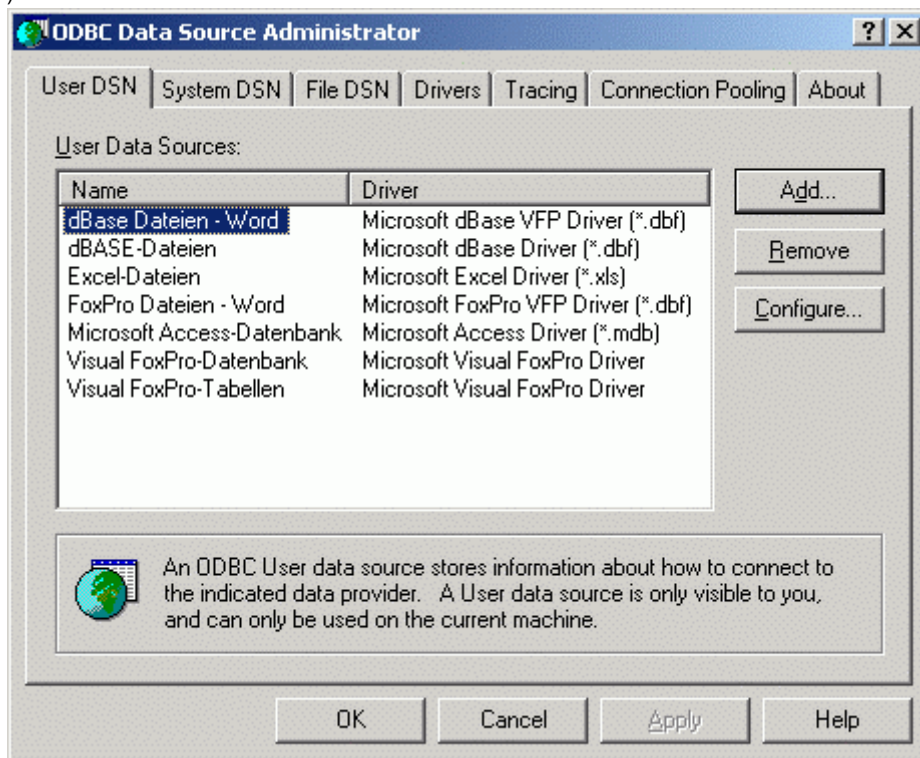 )
ODBC Data Source Administrator
User DSN System DSN File DSN Drivers Tracing Connection Pooling About
User Data Sources:
Name Driver
dBase Dateien - Word Microsoft dBase VFP Driver (*.dbf)
dBASE-Dateien Microsoft dBase Driver (*.dbf)
Excel-Dateien Microsoft Excel Driver (*.xls)
FoxPro Dateien - Word Microsoft FoxPro VFP Driver (*.dbf)
Microsoft Access-Datenbank Microsoft Access Driver (*.mdb)
Visual FoxPro-Datenbank Microsoft Visual FoxPro Driver
Visual FoxPro-Tabellen Microsoft Visual FoxPro Driver
Add...
Remove
Configure...
An ODBC User data source stores information about how to connect to
the indicated data provider. A User data source is only visible to you,
and can only be used on the current machine.
OK Cancel Apply Help